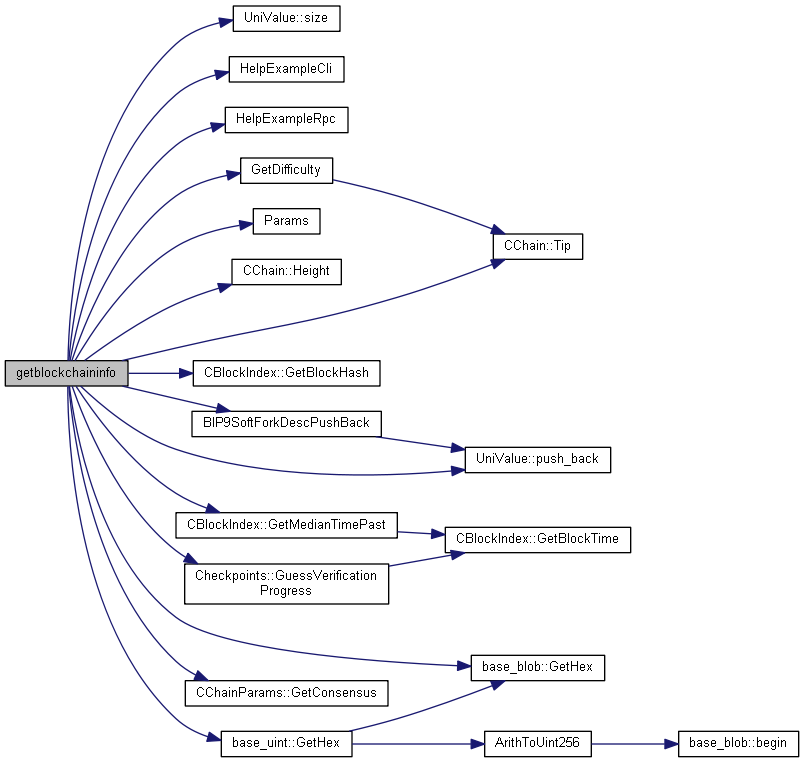 UniValue::size
HelpExampleCli
HelpExampleRpc
GetDifficulty
Params
CChain::Tip
CChain::Height
getblockchaininfo
CBlockIndex::GetBlockHash
BIP9SoftForkDescPushBack
UniValue::push_back
CBlockIndex::GetMedianTimePast
CBlockIndex::GetBlockTime
Checkpoints::GuessVerification
Progress
base_blob::GetHex
CChainParams::GetConsensus
base_uint::GetHex
ArithToUint256
base_blob::begin